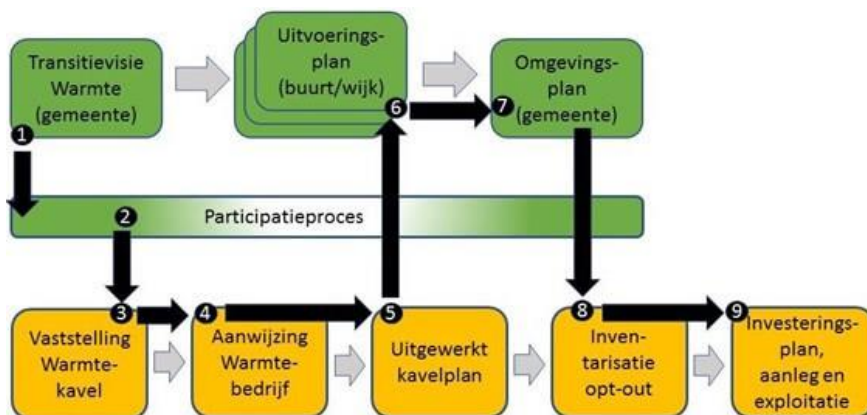 Transitievisie
Warmte
(gemeente)
1
Uitvoerings-
plan
(buurt/wijk)
6
Omgevings-
plan
(gemeente)
7
2
Participatieproces
3
Vaststelling
Warmte-
kavel
4
Aanwijzing
Warmte-
bedrijf
5
Uitgewerkt
kavelplan
8
Inven-
tarisatie
opt-out
9
Investerings-
plan,
aanleg en
exploitatie